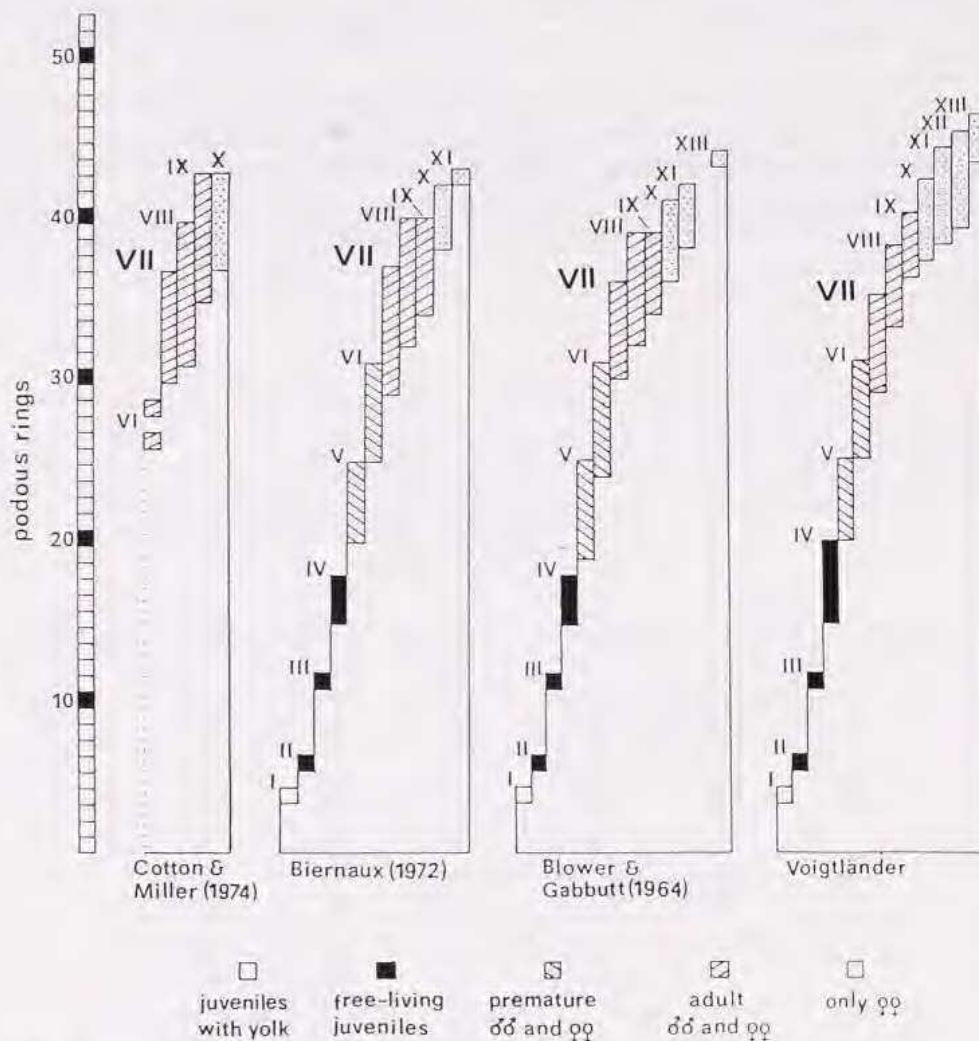 podous rings
50
40
30
20
10
VI
VII
VIII
IX
X
Cotton &
Miller (1974)
I
II
III
IV
V
VI
VII
VIII
IX
X
XI
Biernaux (1972)
I
II
III
IV
V
VI
VII
VIII
IX
X
XI
XIII
Blower &
Gabbutt (1964)
I
II
III
IV
V
VI
VII
VIII
IX
X
XI
XII
XIII
Voigtländer
juveniles
with yolk
free-living
juveniles
premature
♂♂ and ♀♀
adult
♂♂ and ♀♀
only ♀♀